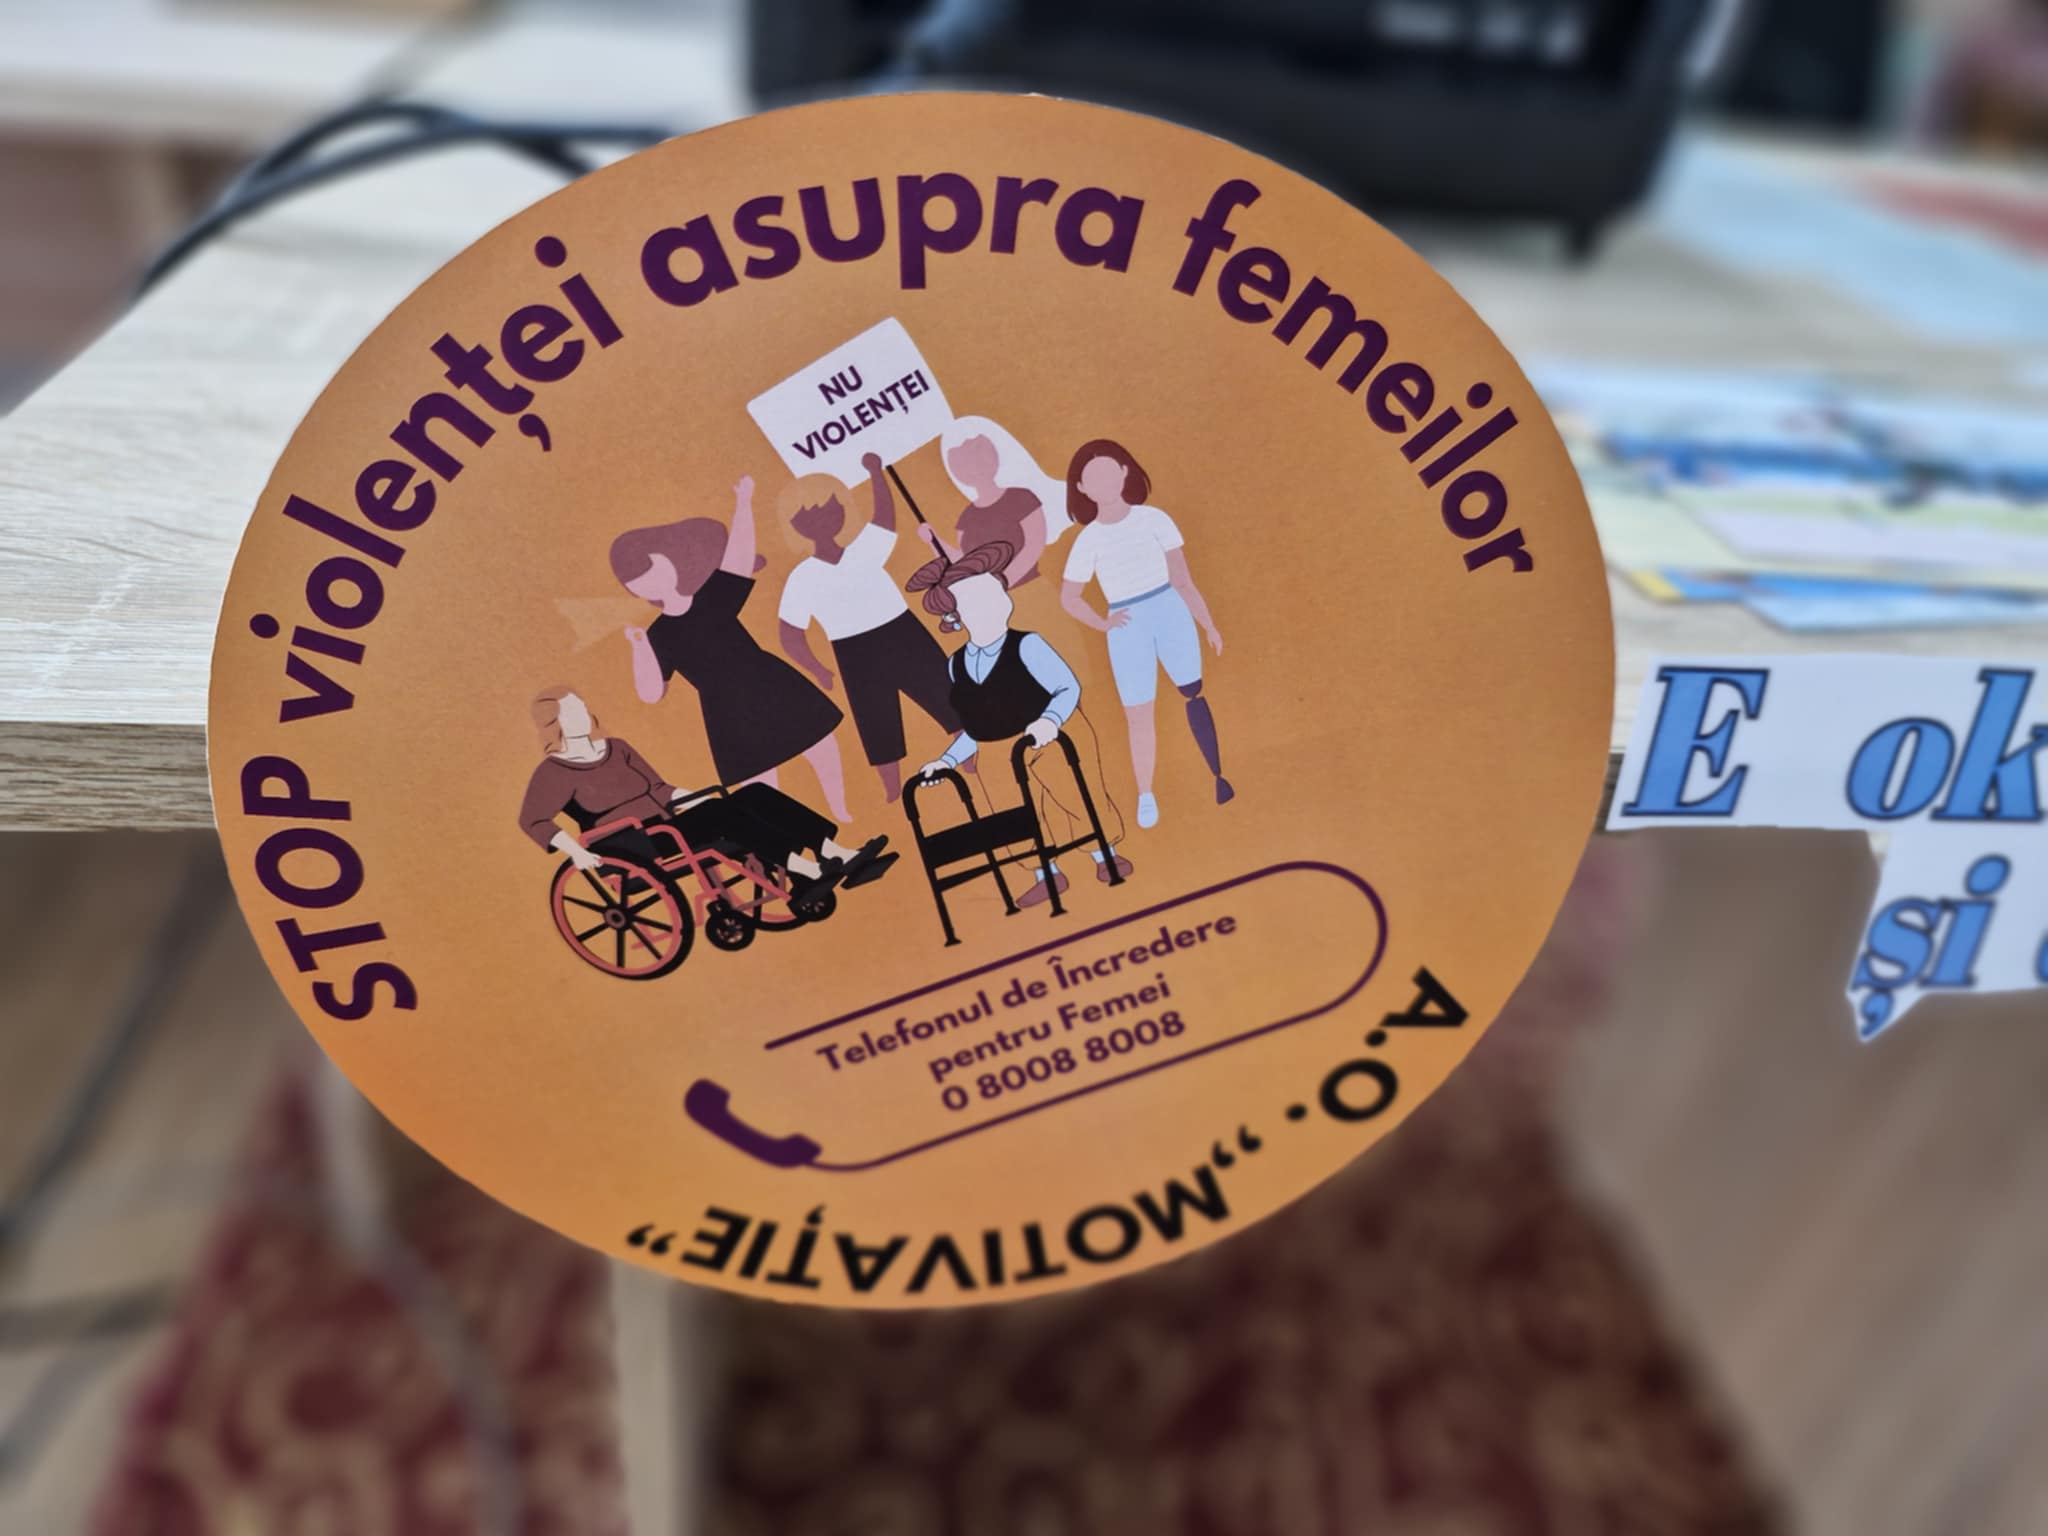 STOP violenței asupra femeilor
NU
VIOLENȚEI
Telefonul de Încredere
pentru Femei
0 8008 8008
A.O. „MOTIVAȚIE”
E ok
și